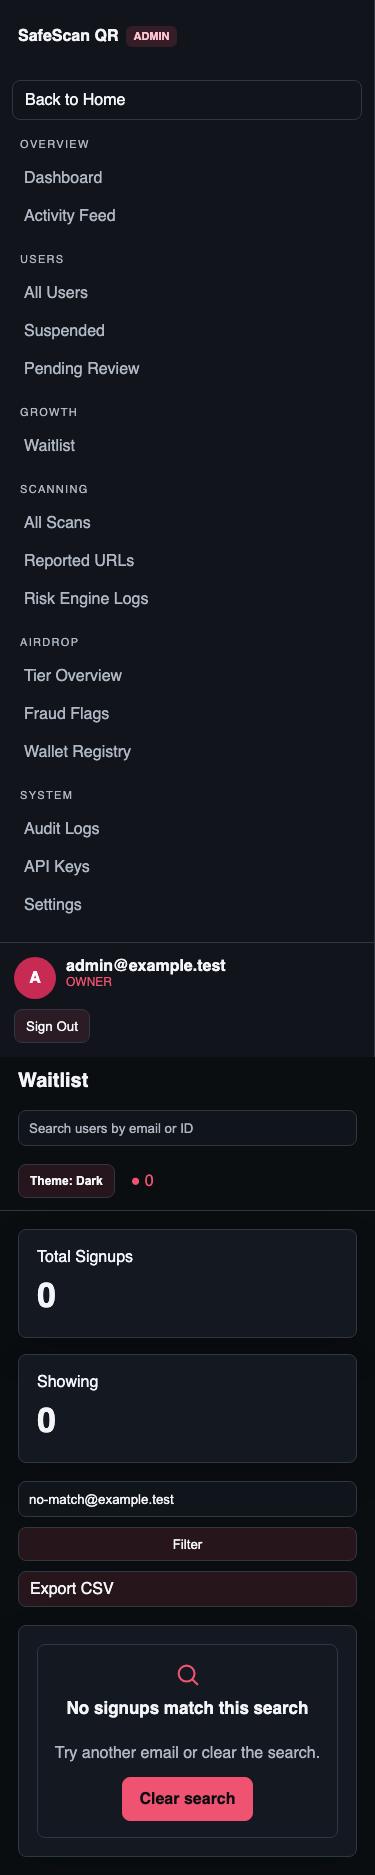 SafeScan QR ADMIN
Back to Home
OVERVIEW
Dashboard
Activity Feed
USERS
All Users
Suspended
Pending Review
GROWTH
Waitlist
SCANNING
All Scans
Reported URLs
Risk Engine Logs
AIRDROP
Tier Overview
Fraud Flags
Wallet Registry
SYSTEM
Audit Logs
API Keys
Settings
A
admin@example.test
OWNER
Sign Out
Waitlist
Search users by email or ID
Theme: Dark
0
Total Signups
0
Showing
0
no-match@example.test
Filter
Export CSV
No signups match this search
Try another email or clear the search.
Clear search